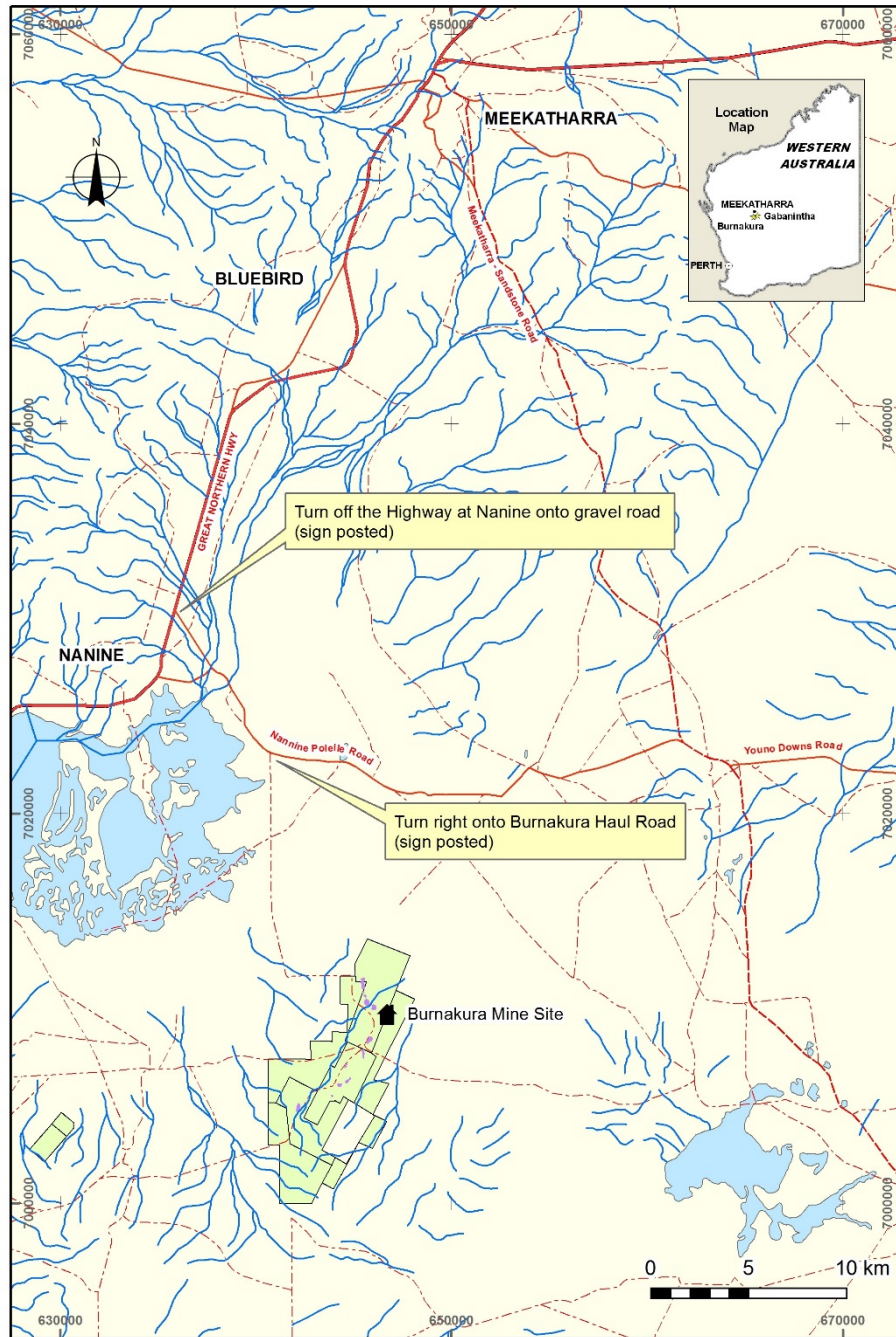 630000
650000
670000
7060000
7060000
N
MEEKATHARRA
Location
Map
WESTERN
AUSTRALIA
MEEKATHARRA
Gabanintha
Burnakura
PERTH
BLUEBIRD
Meekatharra - Sandstone Road
7040000
7040000
GREAT NORTHERN HWY
Turn off the Highway at Nanine onto gravel road
(sign posted)
NANINE
Nannine Polelle Road
Youno Downs Road
7020000
7020000
Turn right onto Burnakura Haul Road
(sign posted)
Burnakura Mine Site
7000000
7000000
0 5 10 km
630000
650000
670000